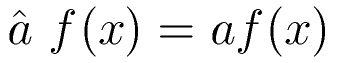 â f(x) = af(x)